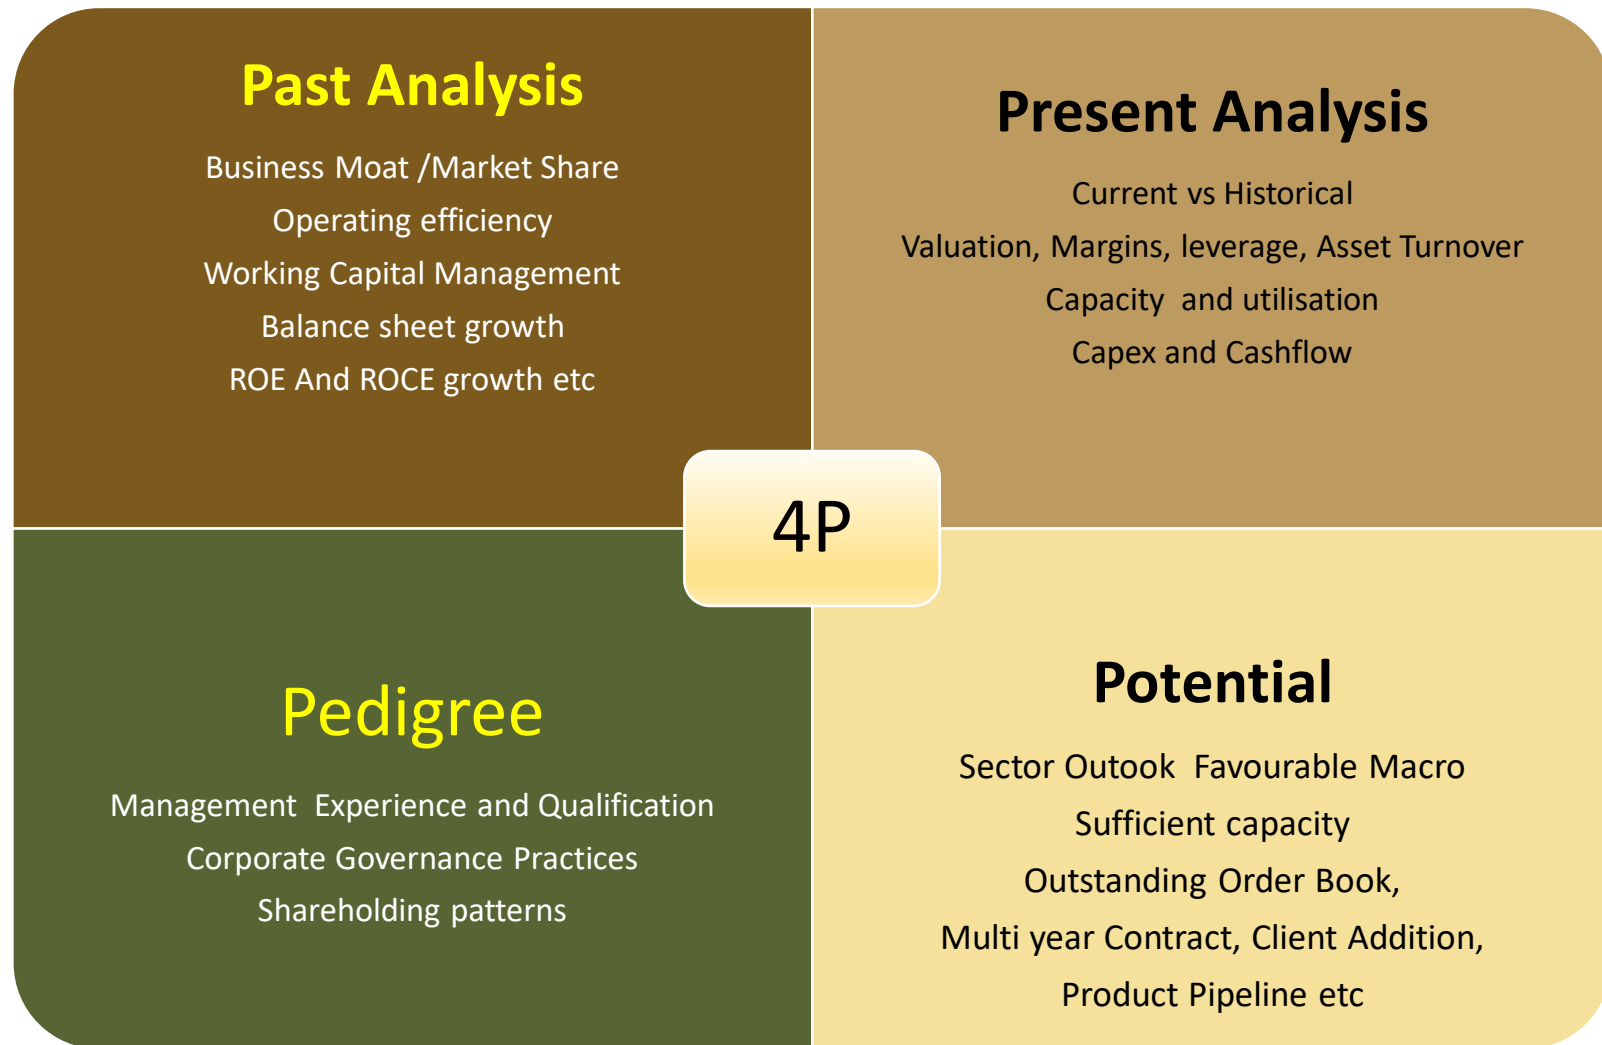 Past Analysis
Business Moat /Market Share
Operating efficiency
Working Capital Management
Balance sheet growth
ROE And ROCE growth etc
Present Analysis
Current vs Historical
Valuation, Margins, leverage, Asset Turnover
Capacity  and utilisation
Capex and Cashflow
4P
Pedigree
Management  Experience and Qualification
Corporate Governance Practices
Shareholding patterns
Potential
Sector Outook  Favourable Macro
Sufficient capacity
Outstanding Order Book,
Multi year Contract, Client Addition,
Product Pipeline etc